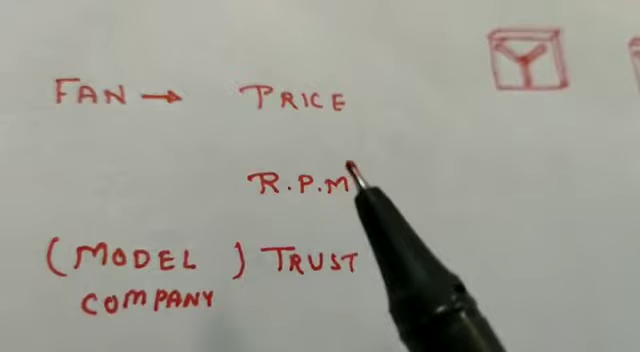 FAN → PRICE
R.P.M
(MODEL ) TRUST
COMPANY